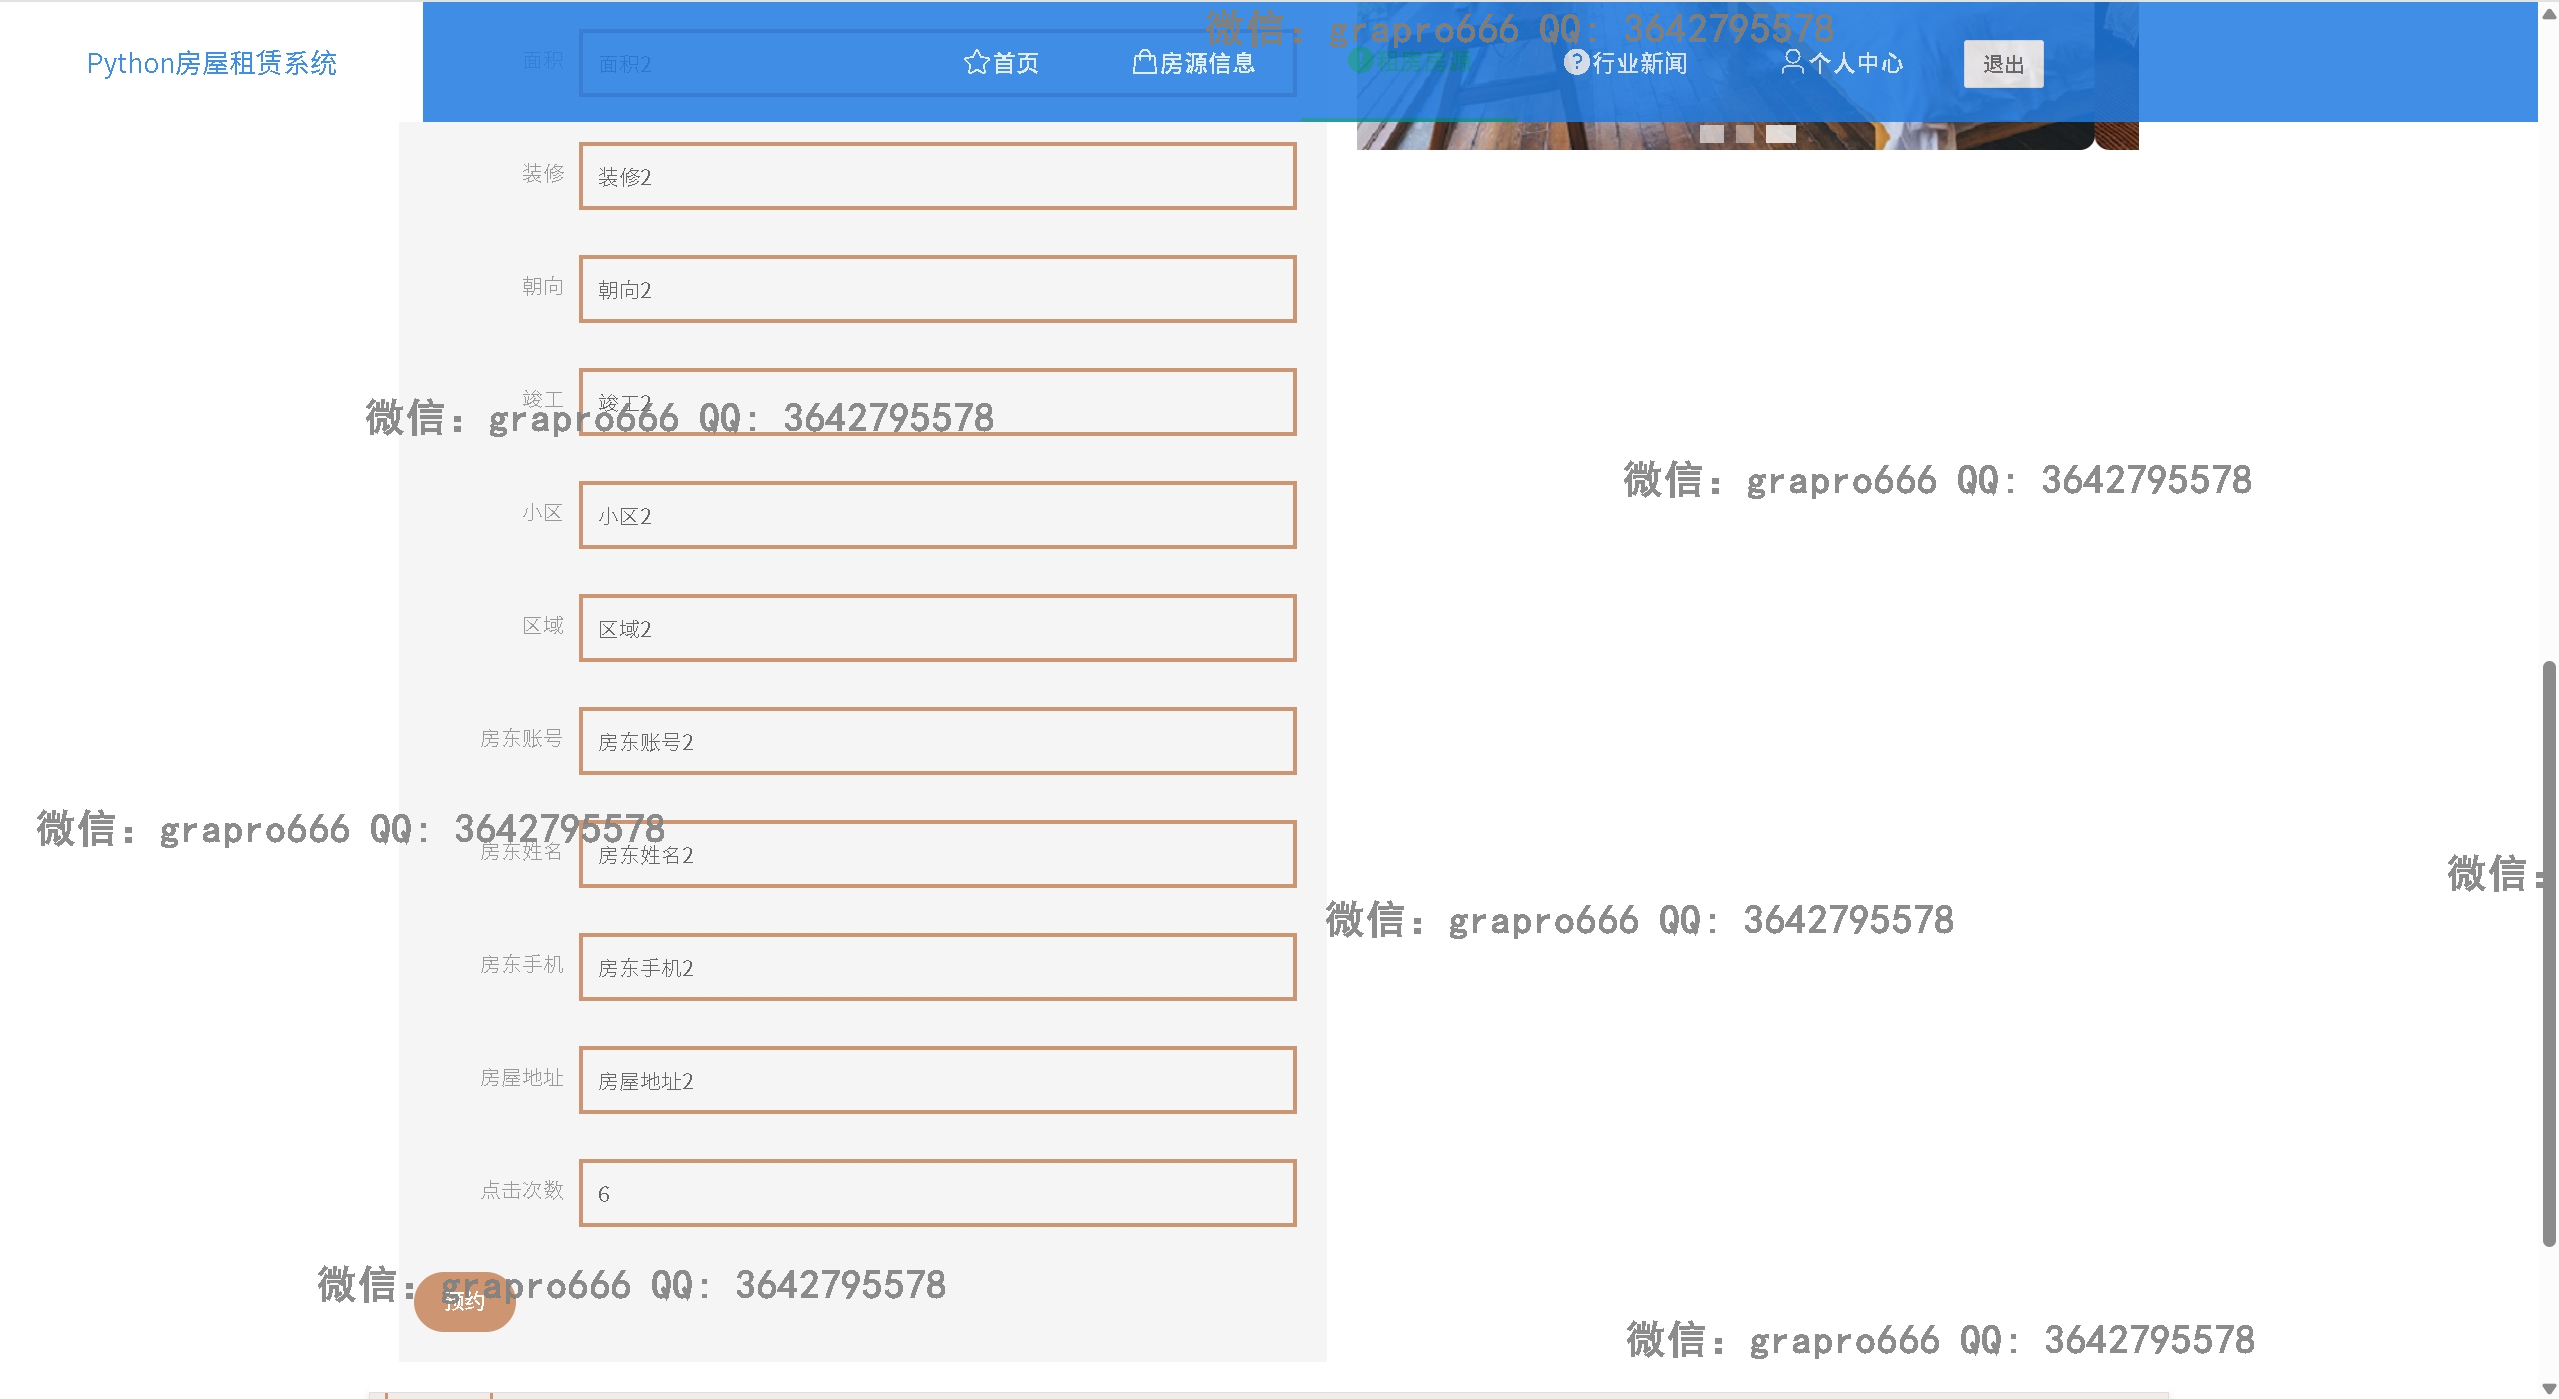 微信: grapro666 QQ: 3642795578
Python房屋租赁系统
首页
房源信息
租房房源
行业新闻
个人中心
退出
面积 面积2
装修 装修2
朝向 朝向2
竣工 竣工2
微信: grapro666 QQ: 3642795578
微信: grapro666 QQ: 3642795578
小区 小区2
区域 区域2
房东账号 房东账号2
微信: grapro666 QQ: 3642795578
房东姓名 房东姓名2
微信:
微信: grapro666 QQ: 3642795578
房东手机 房东手机2
房屋地址 房屋地址2
点击次数 6
微信: grapro666 QQ: 3642795578
预约
微信: grapro666 QQ: 3642795578